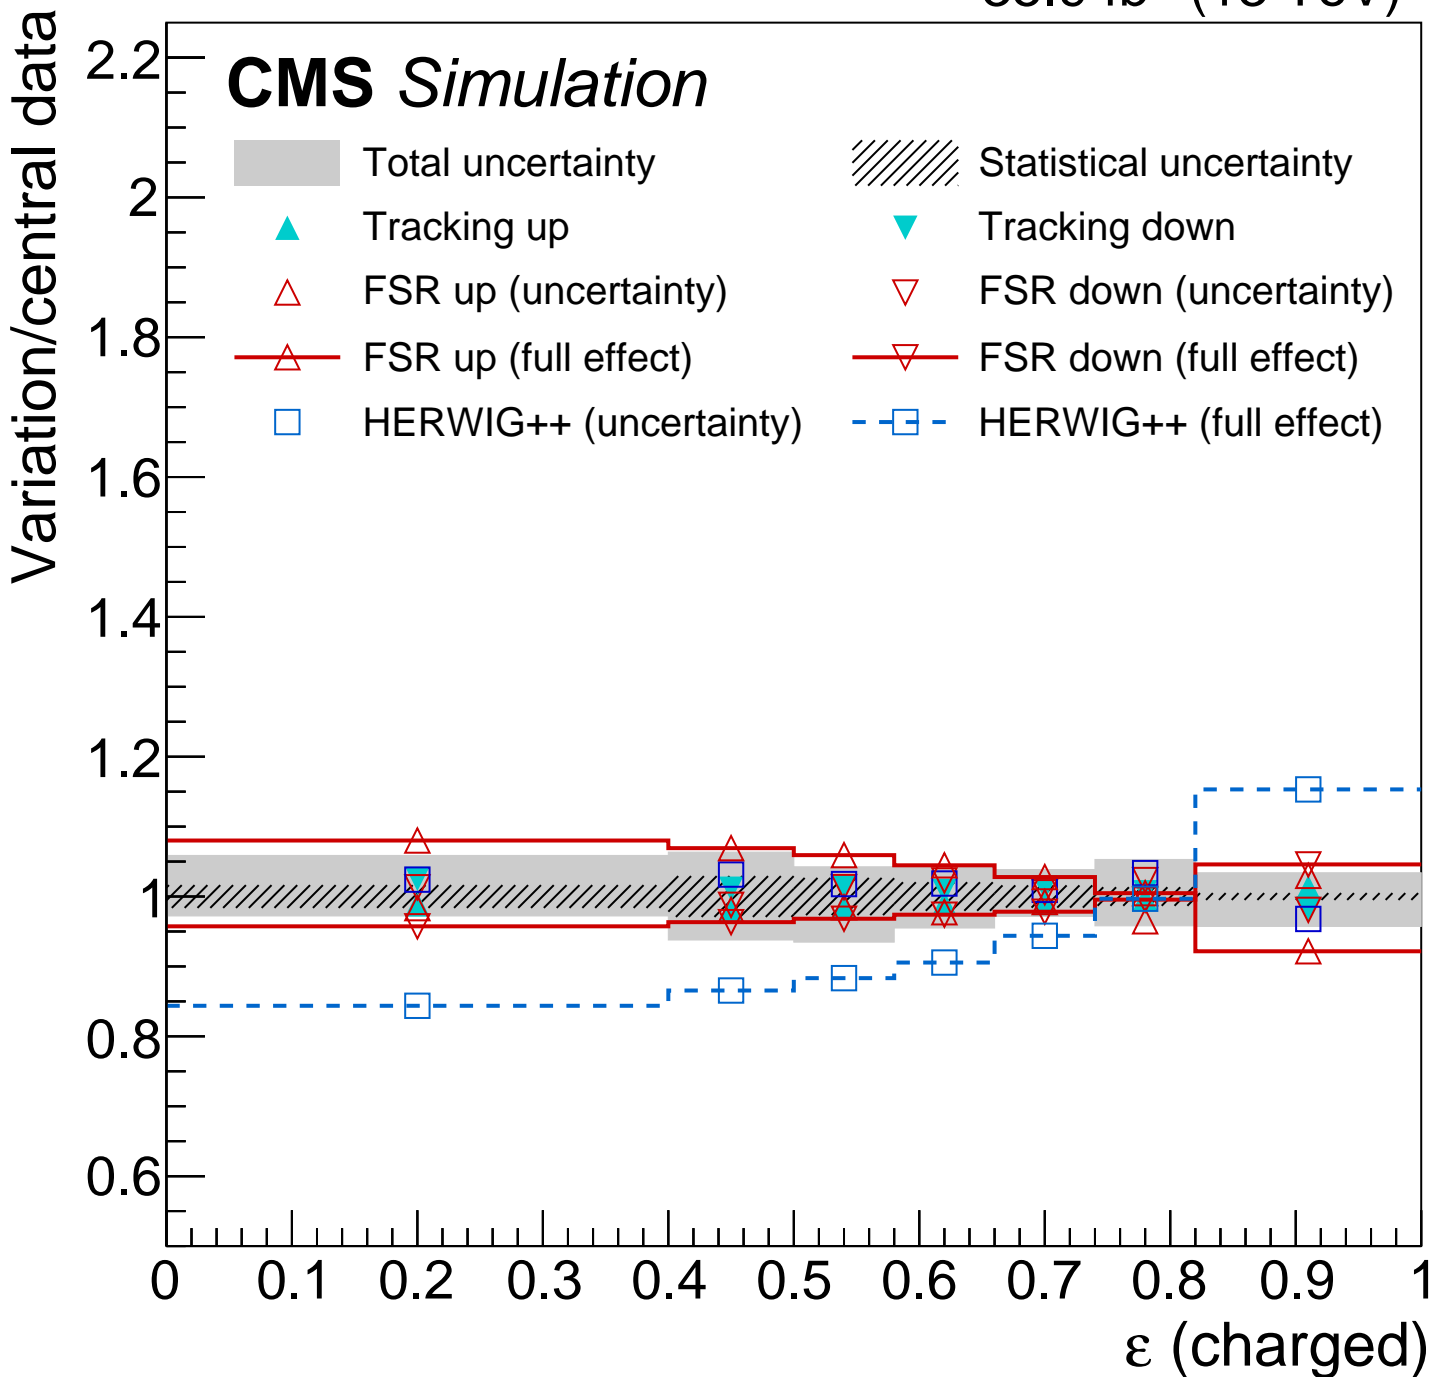 (13 TeV)
Variation/central data
CMS Simulation
Total uncertainty
Statistical uncertainty
Tracking up
Tracking down
FSR up (uncertainty)
FSR down (uncertainty)
FSR up (full effect)
FSR down (full effect)
HERWIG++ (uncertainty)
HERWIG++ (full effect)
2.2
2
1.8
1.6
1.4
1.2
1
0.8
0.6
0 0.1 0.2 0.3 0.4 0.5 0.6 0.7 0.8 0.9 1
ε (charged)